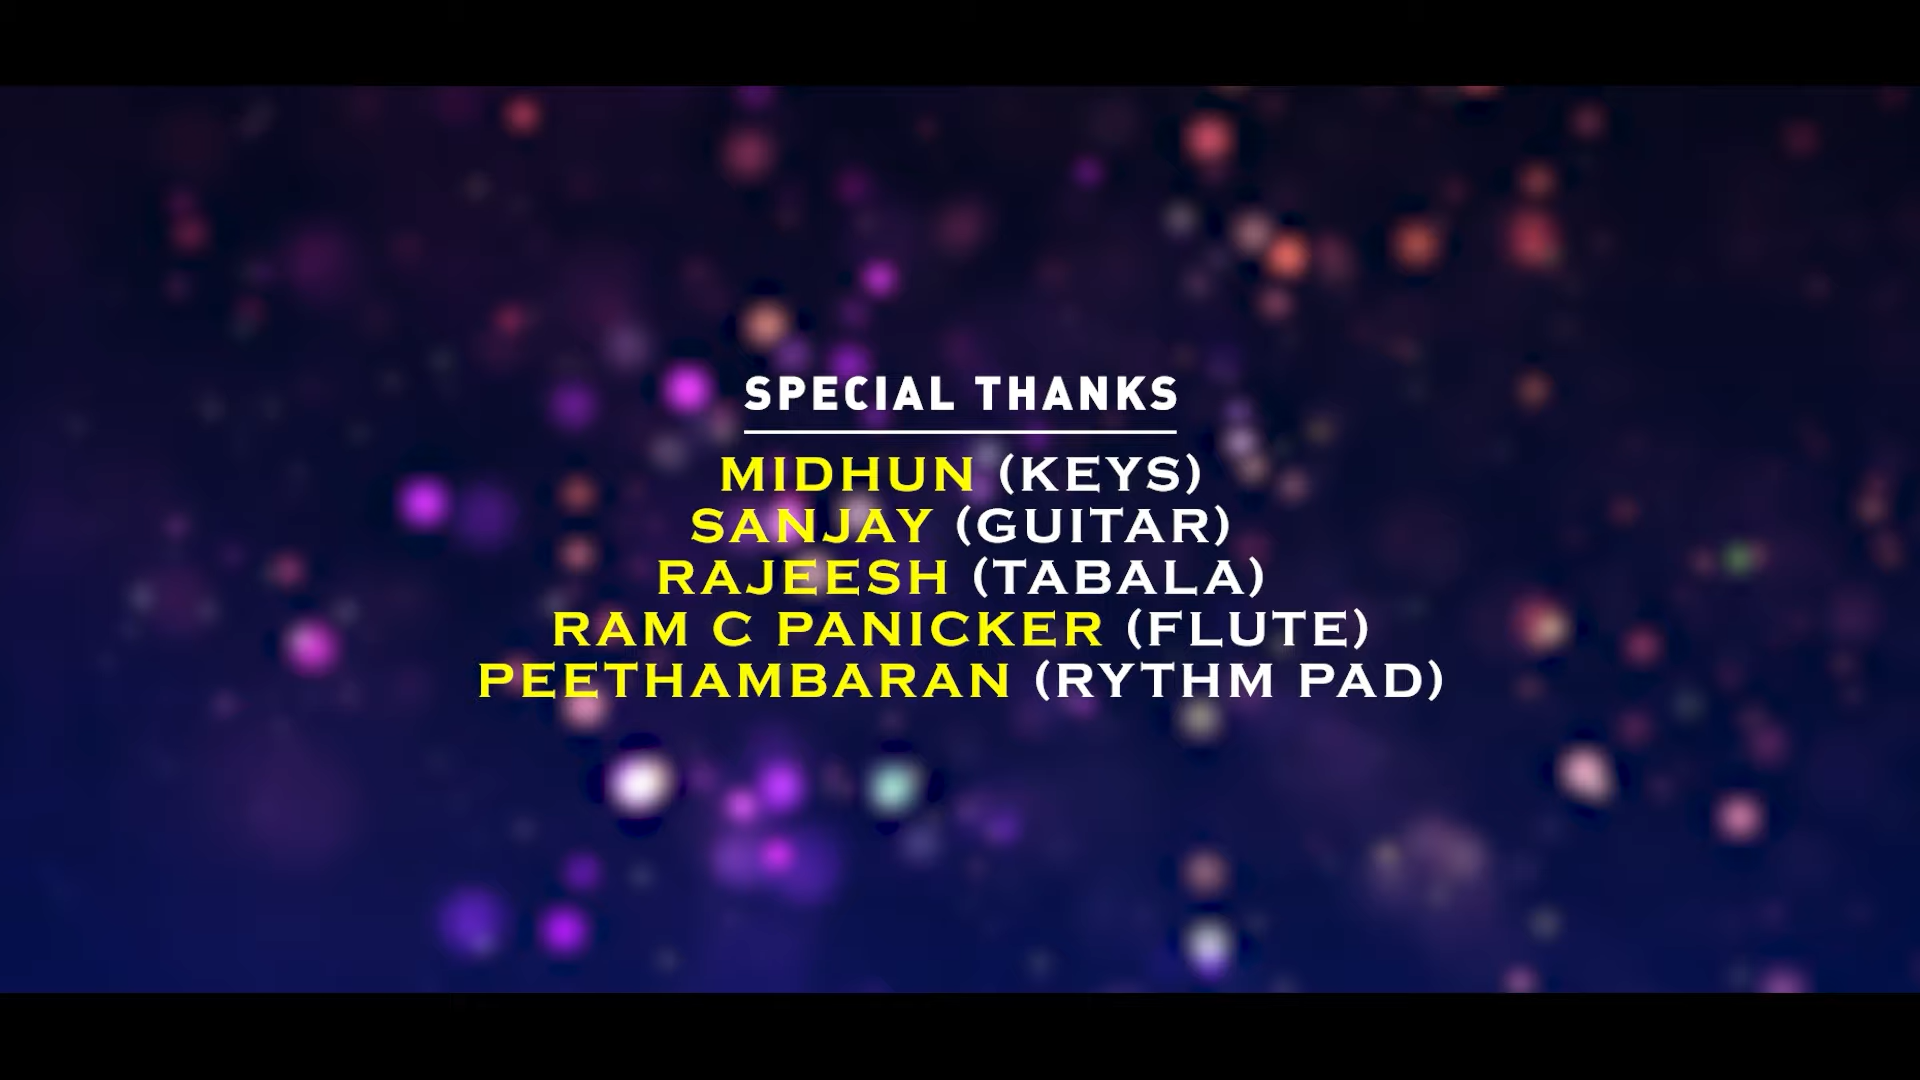 SPECIAL THANKS
MIDHUN (KEYS)
SANJAY (GUITAR)
RAJEESH (TABALA)
RAM C PANICKER (FLUTE)
PEETHAMBARAN (RYTHM PAD)